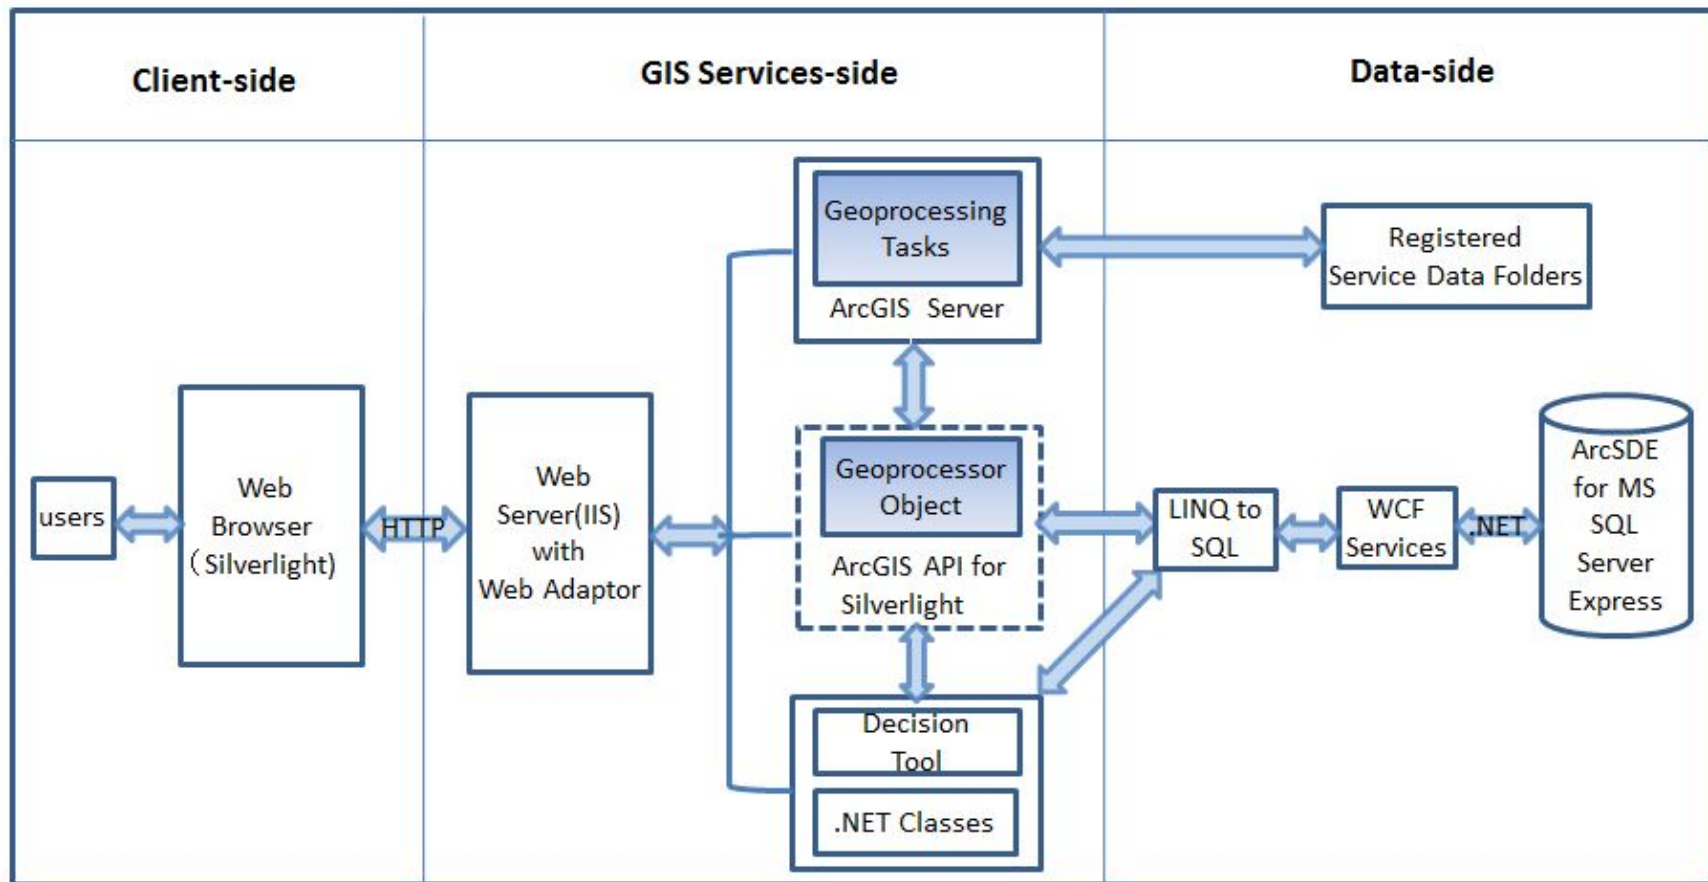 Client-side
GIS Services-side
Data-side
users
Web
Browser
（Silverlight)
HTTP
Web
Server(IIS)
with
Web Adaptor
Geoprocessing
Tasks
ArcGIS Server
Geoprocessor
Object
ArcGIS API for
Silverlight
Decision
Tool
.NET Classes
Registered
Service Data Folders
LINQ to
SQL
WCF
Services
.NET
ArcSDE
for MS
SQL
Server
Express